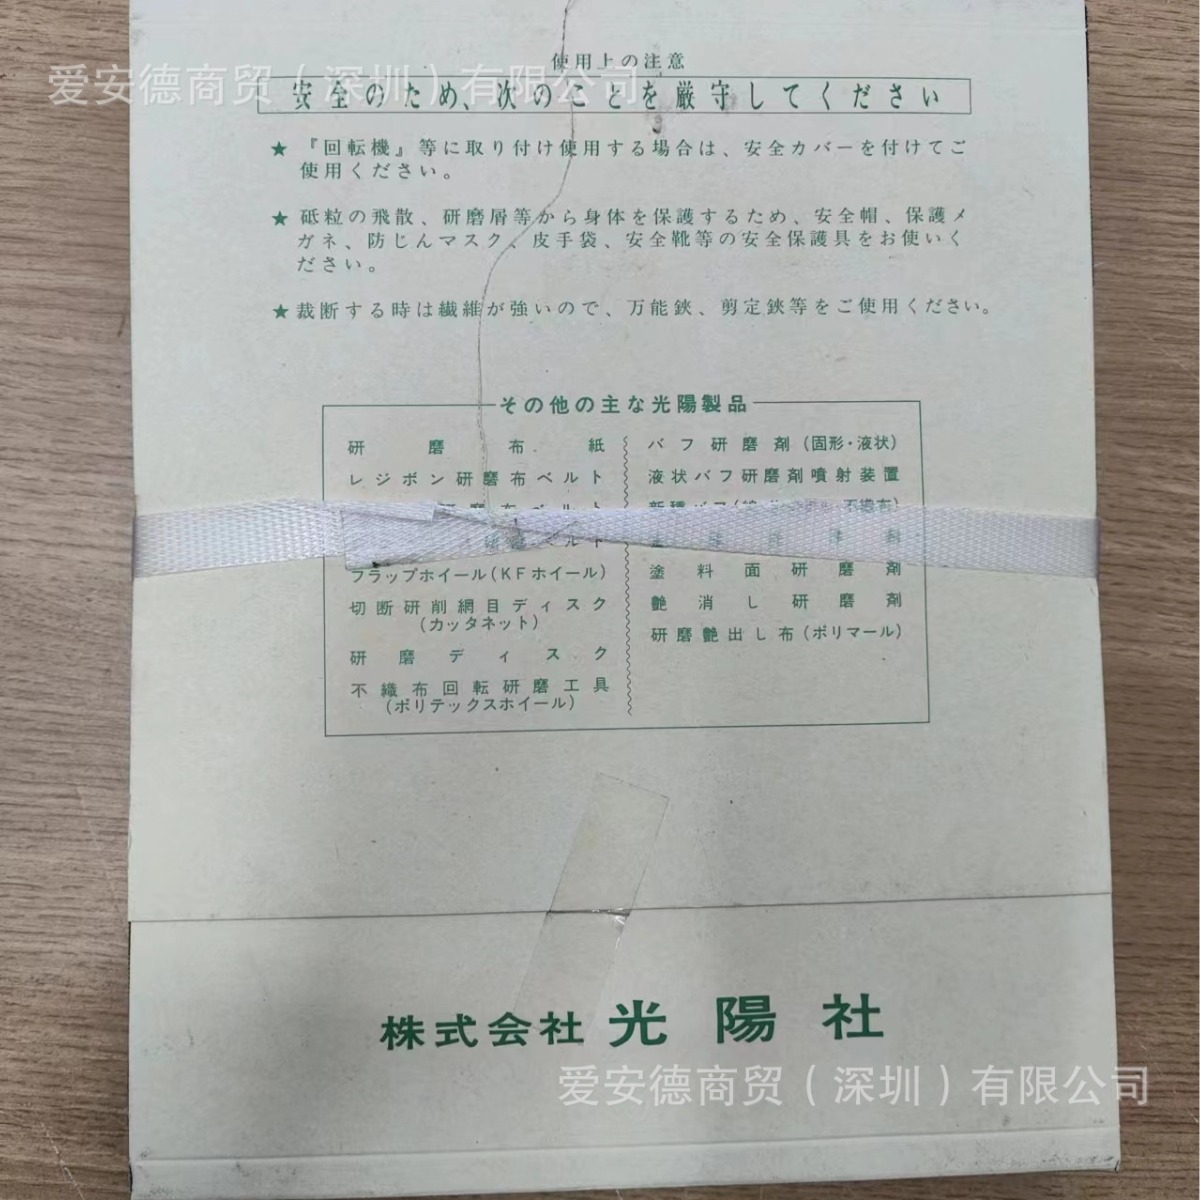 使用上の注意
爱安德商贸（深圳）有限公司
安全のため、次のことを厳守してください
★『回転機』等に取り付け使用する場合は、安全カバーを付けてご
使用ください。
★砥粒の飛散、研磨屑等から身体を保護するため、安全帽、保護メ
ガネ、防じんマスク、皮手袋、安全靴等の安全保護具をお使いく
ださい。
★裁断する時は繊維が強いので、万能鋏、剪定鋏等をご使用ください。
その他の主な光陽製品
研磨布紙
レジボン研磨布ベルト
研磨布ベルト
研磨ベルト
フラップホイール(KFホイール)
切断研削網目ディスク
(カッタネット)
研磨ディスク
不織布回転研磨工具
(ポリテックスホイール)
バフ研磨剤(固形・液状)
液状バフ研磨剤噴射装置
不織布)
塗料面研磨剤
艶消し研磨剤
研磨艶出し布(ポリマール)
株式会社光陽社
爱安德商贸（深圳）有限公司